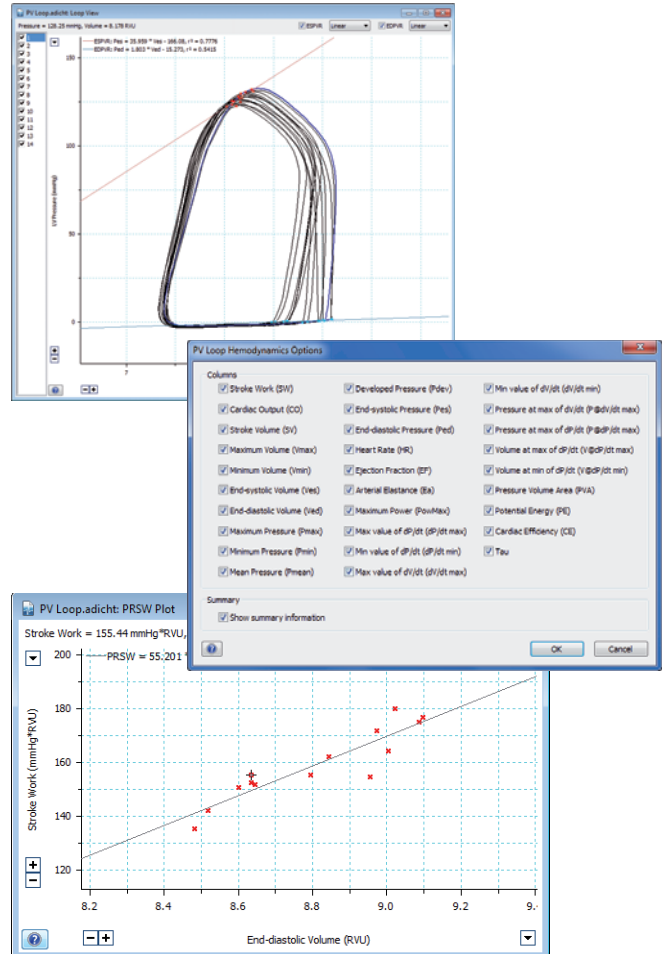 PV Loop.adicht: Loop View
Pressure = 128.23 mmHg, Volume = 8.178 RVU
ESPVR Linear
EDPVR Linear
1
2
3
4
5
6
7
8
9
10
11
12
13
14
ESPVR: Pes = 35.959 * Ves - 166.08, r² = 0.7776
EDPVR: Ped = 1.803 * Ved - 15.273, r² = 0.5415
150
100
50
0
LV Pressure (mmHg)
7
PV Loop Hemodynamics Options
Columns
Stroke Work (SW)
Cardiac Output (CO)
Stroke Volume (SV)
Maximum Volume (Vmax)
Minimum Volume (Vmin)
End-systolic Volume (Ves)
End-diastolic Volume (Ved)
Maximum Pressure (Pmax)
Minimum Pressure (Pmin)
Mean Pressure (Pmean)
Developed Pressure (Pdev)
End-systolic Pressure (Pes)
End-diastolic Pressure (Ped)
Heart Rate (HR)
Ejection Fraction (EF)
Arterial Elastance (Ea)
Maximum Power (PowMax)
Max value of dP/dt (dP/dt max)
Min value of dP/dt (dP/dt min)
Max value of dV/dt (dV/dt max)
Min value of dV/dt (dV/dt min)
Pressure at max of dV/dt (P@dV/dt max)
Pressure at max of dP/dt (P@dP/dt max)
Volume at max of dP/dt (V@dP/dt max)
Volume at min of dP/dt (V@dP/dt min)
Pressure Volume Area (PVA)
Potential Energy (PE)
Cardiac Efficiency (CE)
Tau
Summary
Show summary information
OK
Cancel
PV Loop.adicht: PRSW Plot
Stroke Work = 155.44 mmHg*RVU,
PRSW = 55.201 *
200
180
160
140
120
Stroke Work (mmHg*RVU)
8.2 8.4 8.6 8.8 9.0 9.2 9.
End-diastolic Volume (RVU)